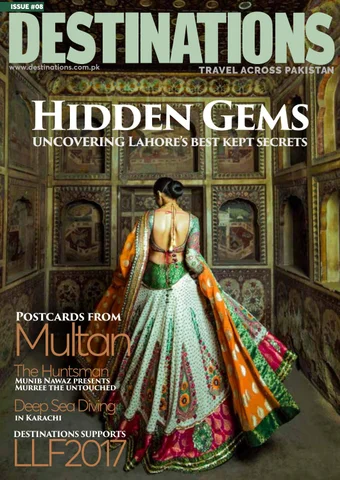 ISSUE #08
DESTINATIONS
www.destinations.com.pk
TRAVEL ACROSS PAKISTAN
HIDDEN GEMS
UNCOVERING LAHORE'S BEST KEPT SECRETS
POSTCARDS FROM
Multan
The Huntsman
MUNIB NAWAZ PRESENTS
MURREE THE UNTOUCHED
Deep Sea Diving
IN KARACHI
DESTINATIONS SUPPORTS
LLF2017